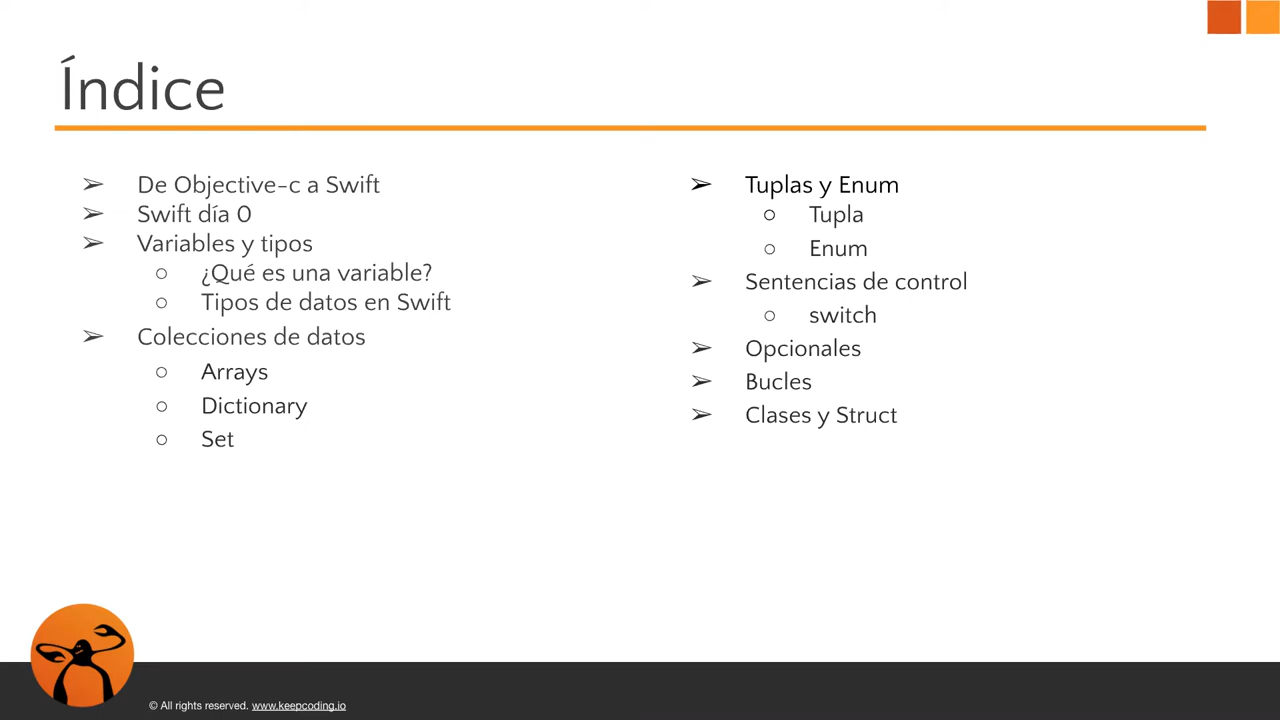 Índice
➢ De Objective-c a Swift
➢ Swift día 0
➢ Variables y tipos
○ ¿Qué es una variable?
○ Tipos de datos en Swift
➢ Colecciones de datos
○ Arrays
○ Dictionary
○ Set
➢ Tuplas y Enum
○ Tupla
○ Enum
➢ Sentencias de control
○ switch
➢ Opcionales
➢ Bucles
➢ Clases y Struct
© All rights reserved. www.keepcoding.io